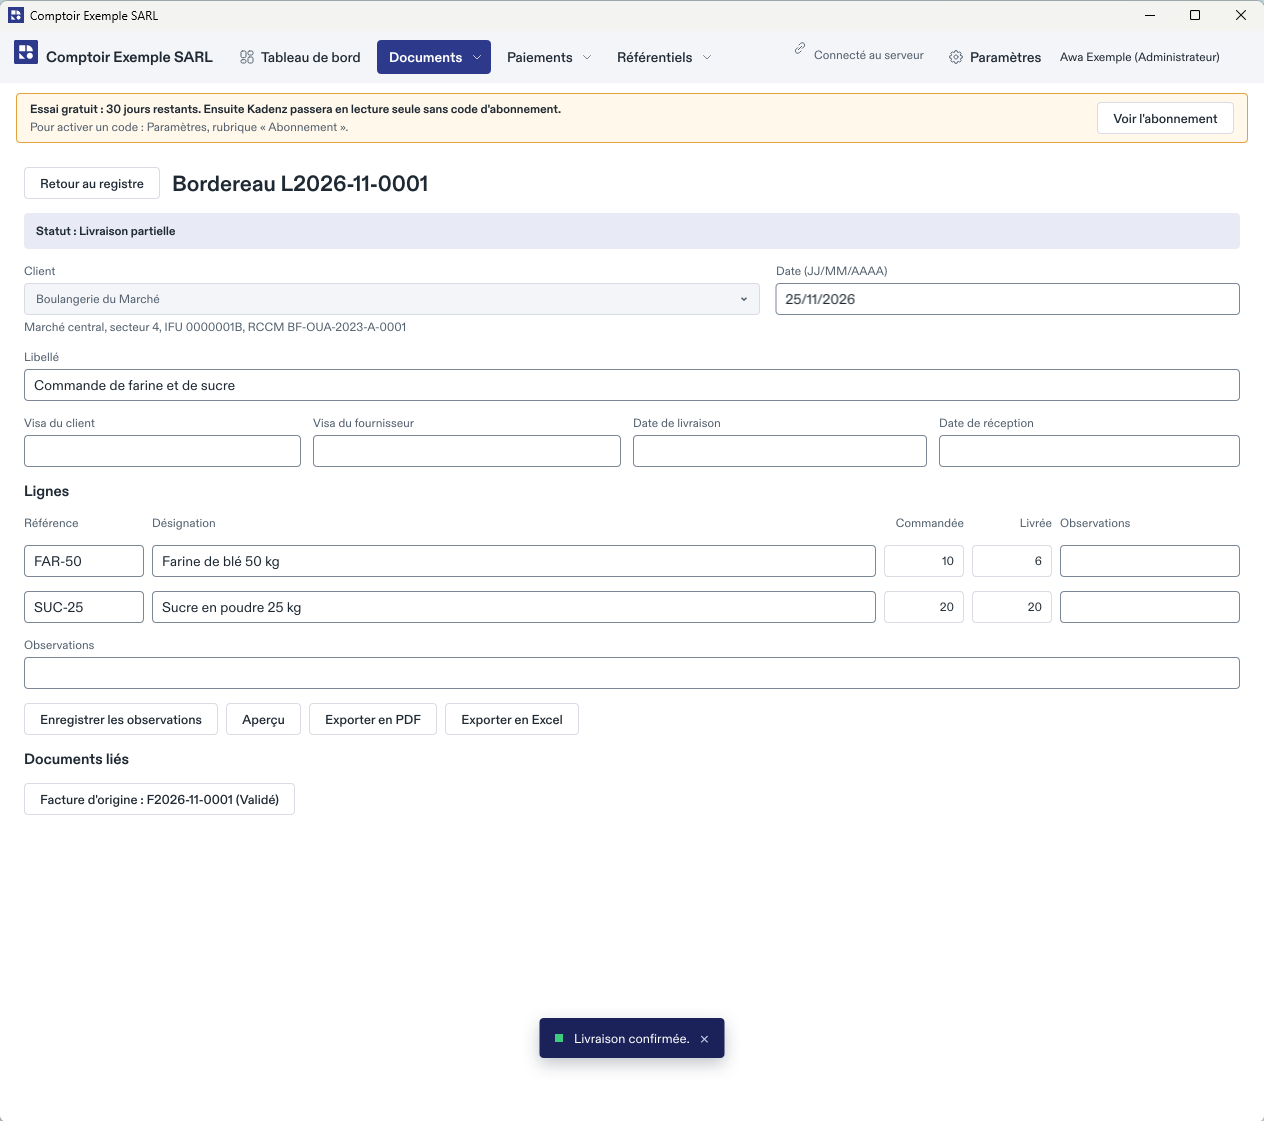 Comptoir Exemple SARL
Comptoir Exemple SARL
Tableau de bord
Documents
Paiements
Référentiels
Connecté au serveur
Paramètres
Awa Exemple (Administrateur)
Essai gratuit : 30 jours restants. Ensuite Kadenz passera en lecture seule sans code d'abonnement.
Pour activer un code : Paramètres, rubrique « Abonnement ».
Voir l'abonnement
Retour au registre
Bordereau L2026-11-0001
Statut : Livraison partielle
Client
Date (JJ/MM/AAAA)
Boulangerie du Marché
25/11/2026
Marché central, secteur 4, IFU 0000001B, RCCM BF-OUA-2023-A-0001
Libellé
Commande de farine et de sucre
Visa du client
Visa du fournisseur
Date de livraison
Date de réception
Lignes
Référence
Désignation
Commandée
Livrée
Observations
FAR-50
Farine de blé 50 kg
10
6
SUC-25
Sucre en poudre 25 kg
20
20
Observations
Enregistrer les observations
Aperçu
Exporter en PDF
Exporter en Excel
Documents liés
Facture d'origine : F2026-11-0001 (Validé)
Livraison confirmée.